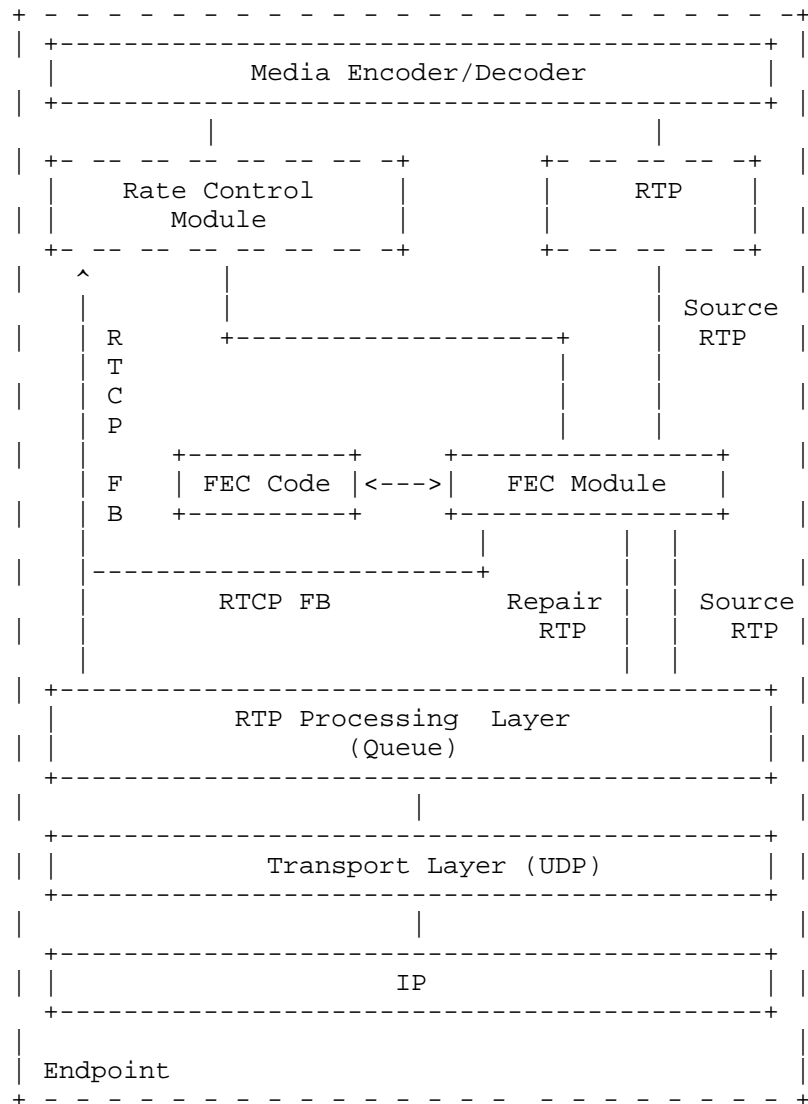 Media Encoder/Decoder
Rate Control RTP
Module
Source
R RTP
T
C
P
F FEC Code <---> FEC Module
B
RTCP FB Repair Source
RTP RTP
RTP Processing Layer
(Queue)
Transport Layer (UDP)
IP
Endpoint